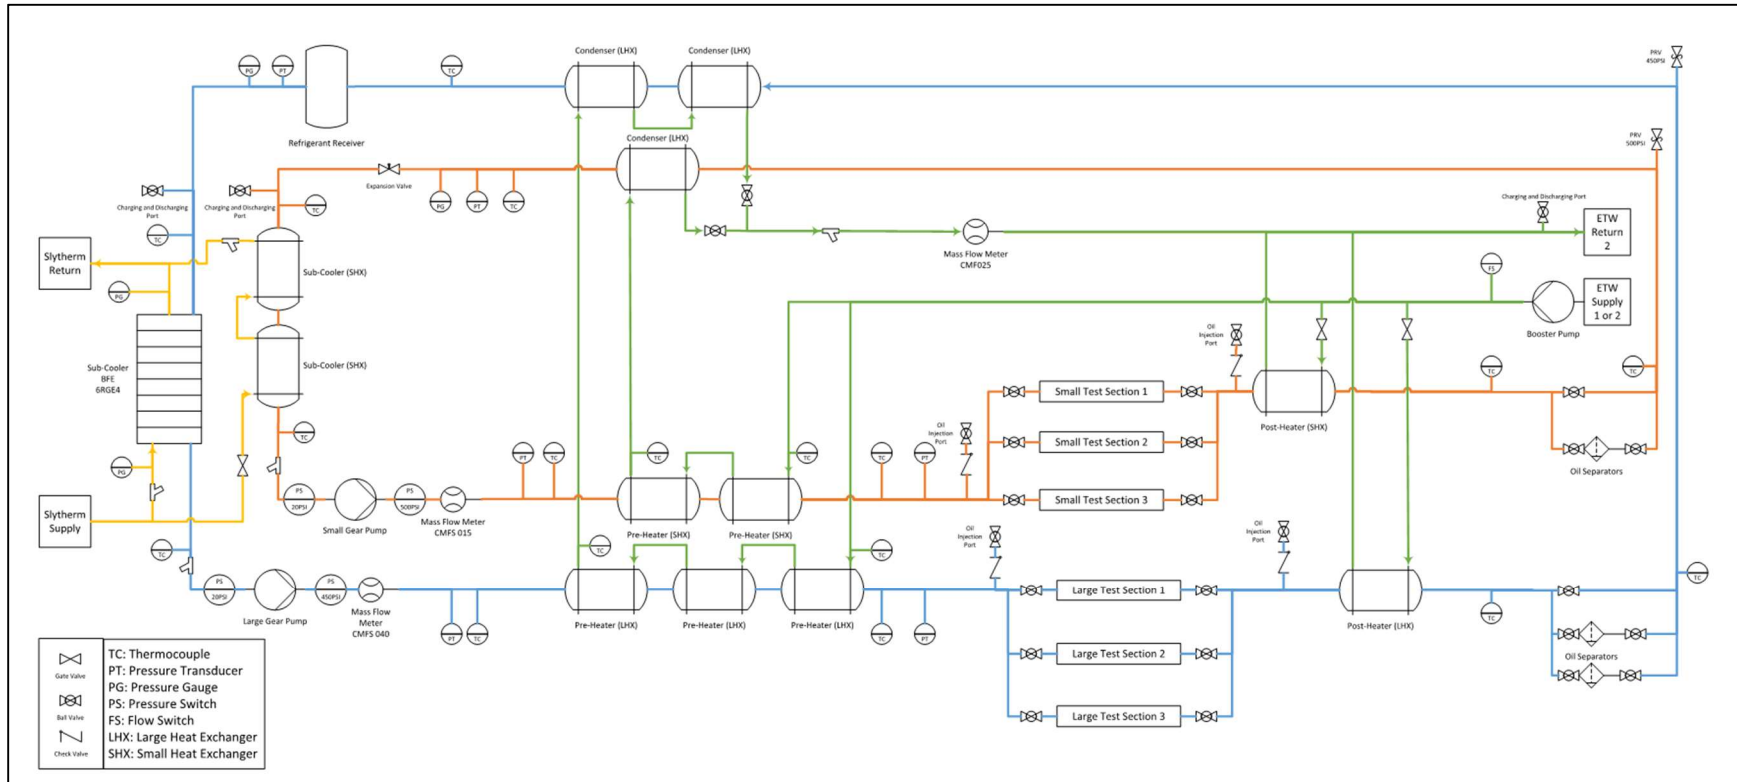 Condenser (LHX)
Condenser (LHX)
PRV
450PSI
PG
PT
TC
Refrigerant Receiver
Condenser (LHX)
PRV
500PSI
Expansion Valve
PG
PT
TC
Charging and Discharging
Port
Charging and Discharging
Port
TC
TC
Charging and Discharging Port
Slytherm
Return
Sub-Cooler (SHX)
Mass Flow Meter
CMF025
ETW
Return
2
FS
PG
ETW
Supply
1 or 2
Booster Pump
Oil
Injection
Port
Sub-Cooler
BFE
6RGE4
Sub-Cooler (SHX)
TC
TC
Small Test Section 1
Post-Heater (SHX)
TC
Oil
Injection
Port
Small Test Section 2
PG
PT
TC
TC
TC
TC
PT
Oil Separators
Slytherm
Supply
PS
20PSI
Small Gear Pump
PS
500PSI
Mass Flow Meter
CMFS 015
Small Test Section 3
Pre-Heater (SHX)
Pre-Heater (SHX)
Oil
Injection
Port
Oil
Injection
Port
TC
TC
TC
TC
PS
20PSI
Large Gear Pump
PS
450PSI
Mass Flow
Meter
CMFS 040
PT
TC
Pre-Heater (LHX)
Pre-Heater (LHX)
Pre-Heater (LHX)
TC
PT
Large Test Section 1
Post-Heater (LHX)
TC
Large Test Section 2
Oil Separators
Large Test Section 3
Gate Valve
Ball Valve
Check Valve
TC: Thermocouple
PT: Pressure Transducer
PG: Pressure Gauge
PS: Pressure Switch
FS: Flow Switch
LHX: Large Heat Exchanger
SHX: Small Heat Exchanger